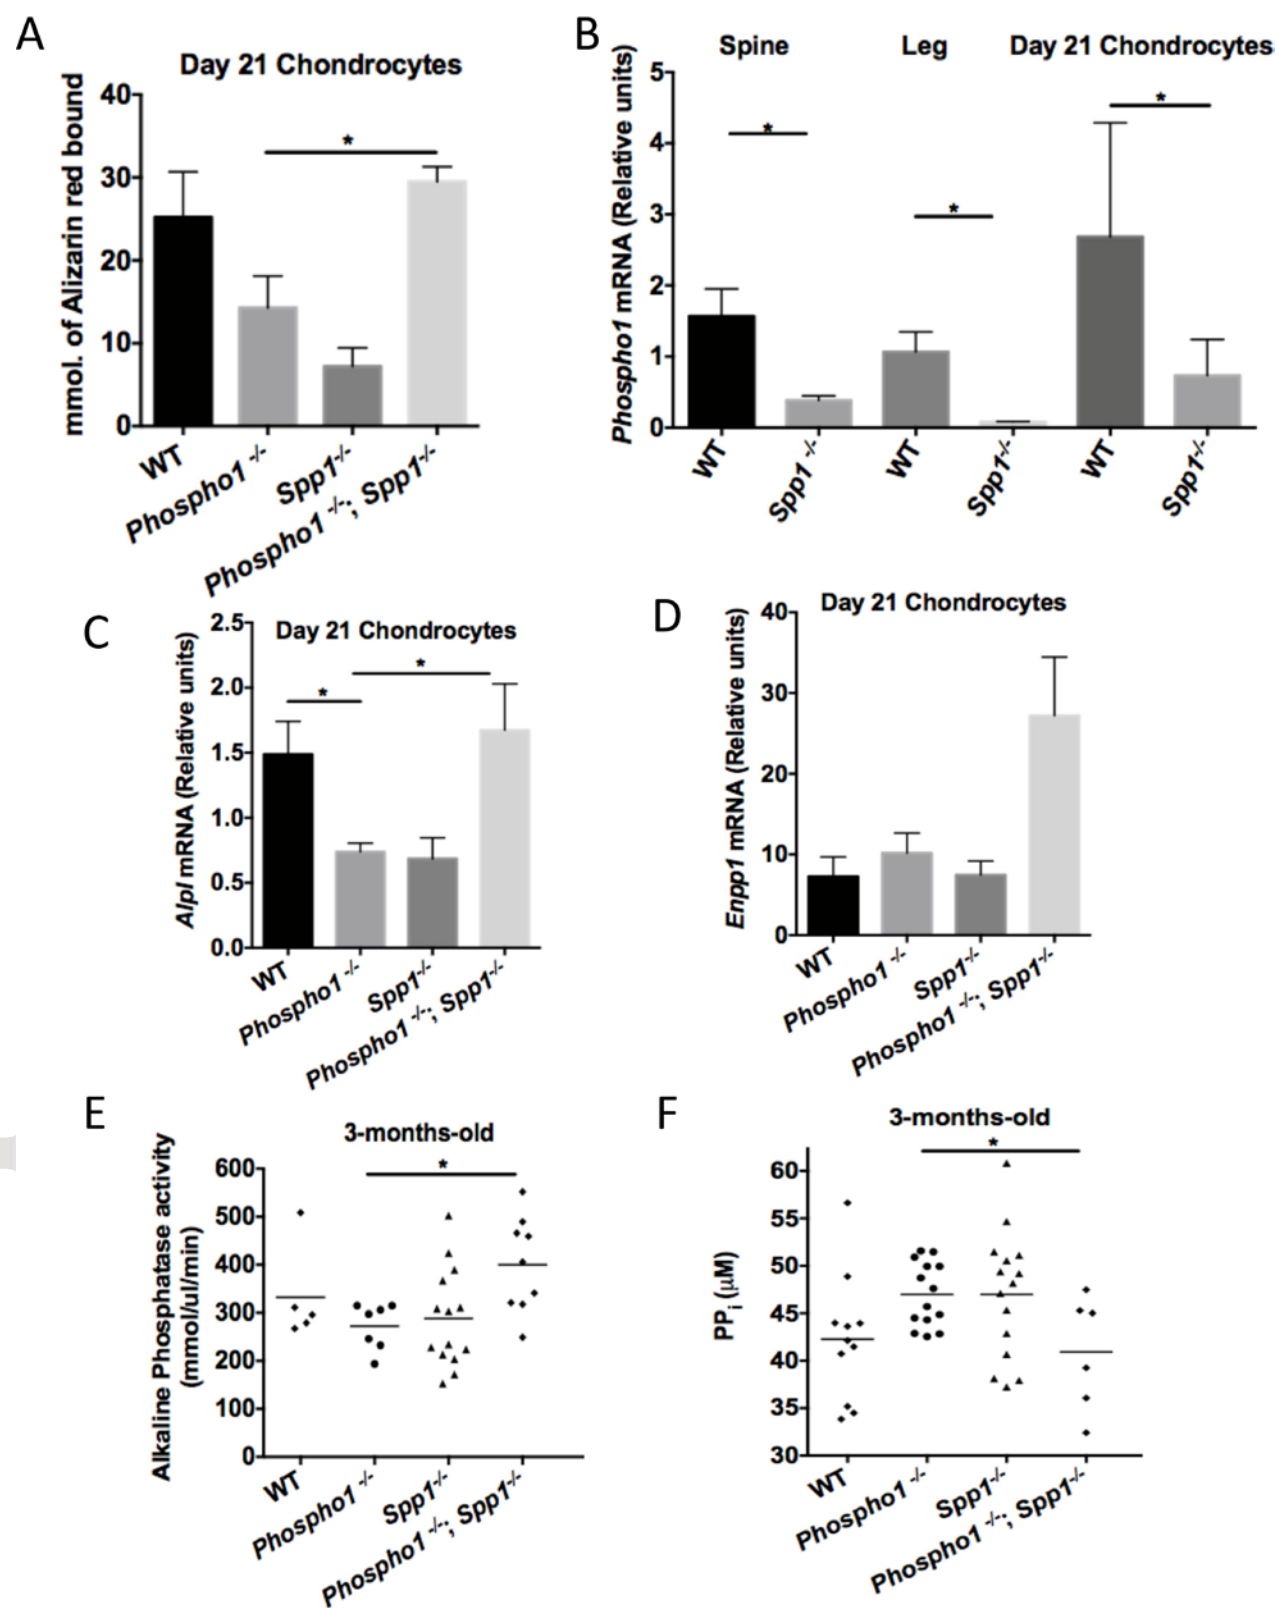 A
Day 21 Chondrocytes
mmol. of Alizarin red bound
40
30
20
10
0
*
WT
Phospho1 -/-
Spp1-/-
Phospho1 -/-; Spp1-/-
B
Spine
Leg
Day 21 Chondrocytes
Phospho1 mRNA (Relative units)
5
4
3
2
1
0
*
*
*
WT
Spp1 -/-
WT
Spp1-/-
WT
Spp1-/-
C
Day 21 Chondrocytes
Alpl mRNA (Relative units)
2.5
2.0
1.5
1.0
0.5
0.0
*
*
WT
Phospho1 -/-
Spp1-/-
Phospho1 -/-; Spp1-/-
D
Day 21 Chondrocytes
Enpp1 mRNA (Relative units)
40
30
20
10
0
WT
Phospho1 -/-
Spp1-/-
Phospho1 -/-; Spp1-/-
E
3-months-old
Alkaline Phosphatase activity
(mmol/ul/min)
600
500
400
300
200
100
0
*
WT
Phospho1 -/-
Spp1-/-
Phospho1 -/-; Spp1-/-
F
3-months-old
PPi (μM)
60
55
50
45
40
35
30
*
WT
Phospho1 -/-
Spp1-/-
Phospho1 -/-; Spp1-/-